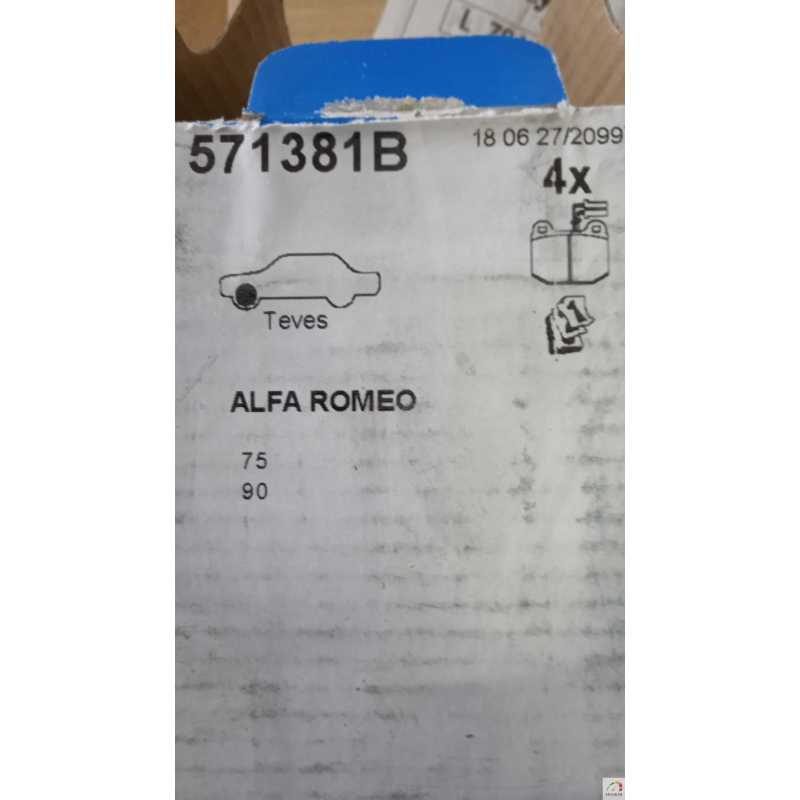 571381B
18 06 27/2099
4x
Teves
ALFA ROMEO
75
90